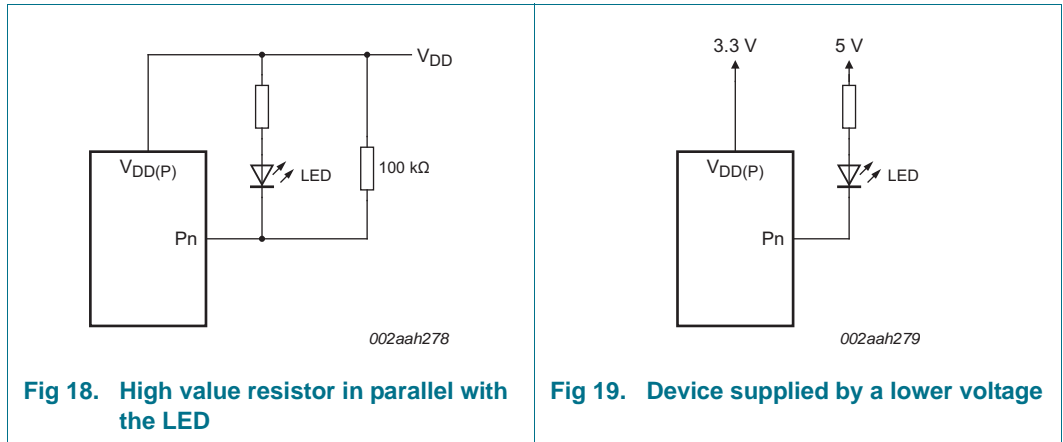 V_DD
V_DD(P)
LED
100 kΩ
Pn
002aah278
Fig 18. High value resistor in parallel with
the LED
3.3 V
5 V
V_DD(P)
LED
Pn
002aah279
Fig 19. Device supplied by a lower voltage